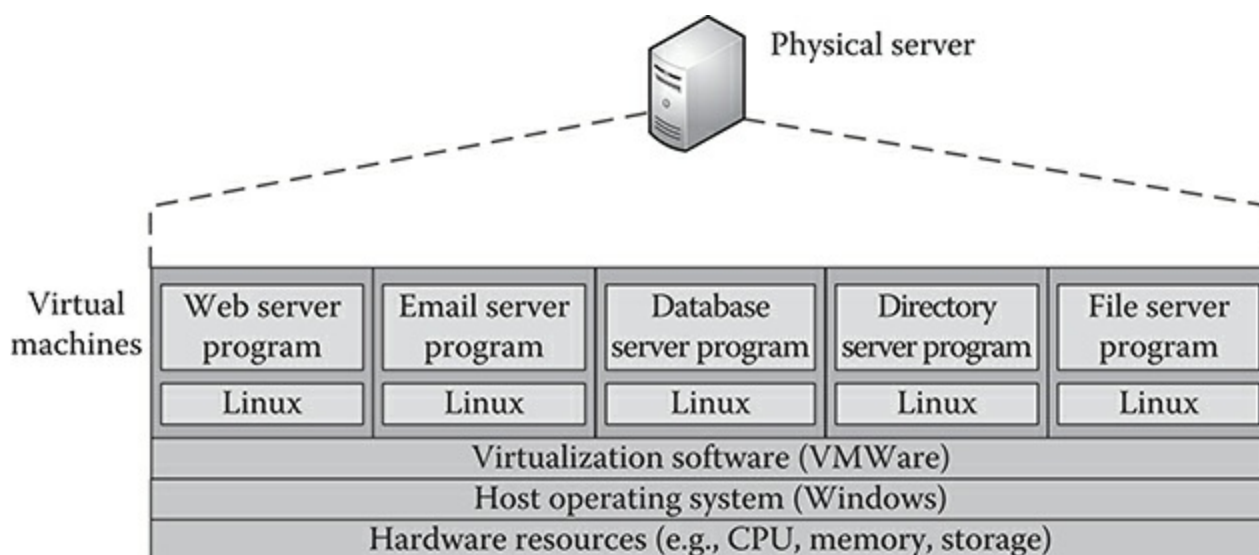 Physical server
Virtual
machines
Web server
program
Email server
program
Database
server program
Directory
server program
File server
program
Linux
Linux
Linux
Linux
Linux
Virtualization software (VMWare)
Host operating system (Windows)
Hardware resources (e.g., CPU, memory, storage)